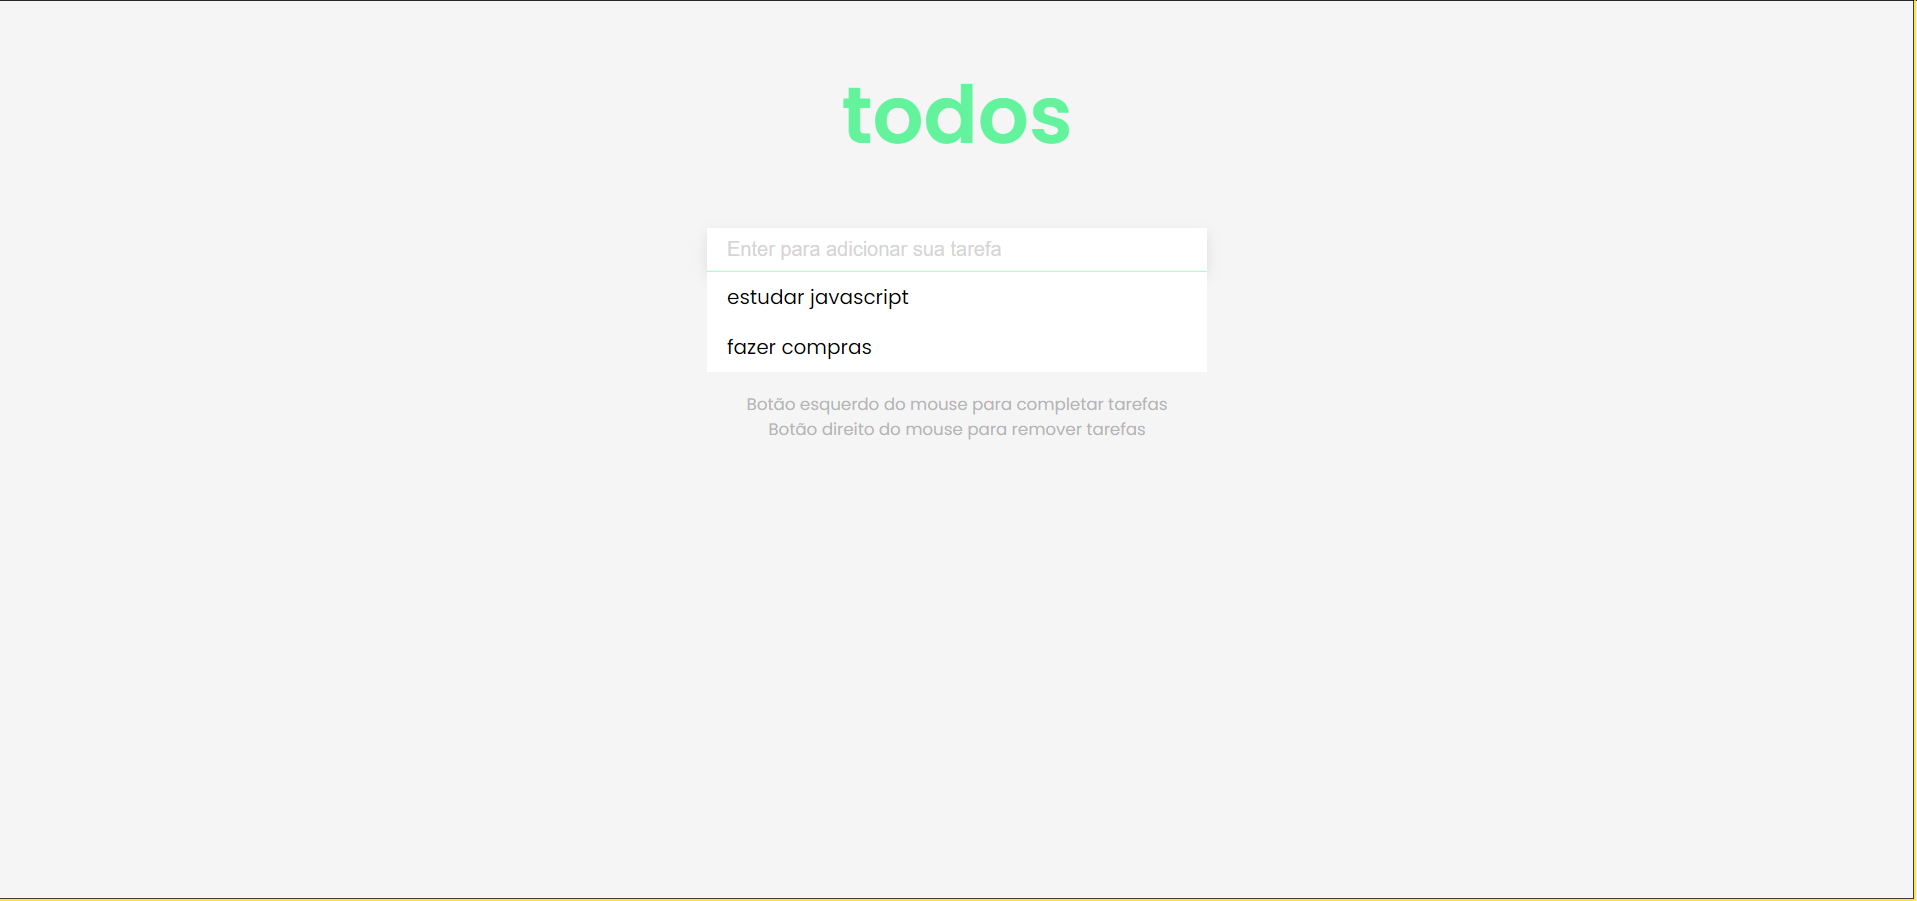 todos
Enter para adicionar sua tarefa
estudar javascript
fazer compras
Botão esquerdo do mouse para completar tarefas
Botão direito do mouse para remover tarefas